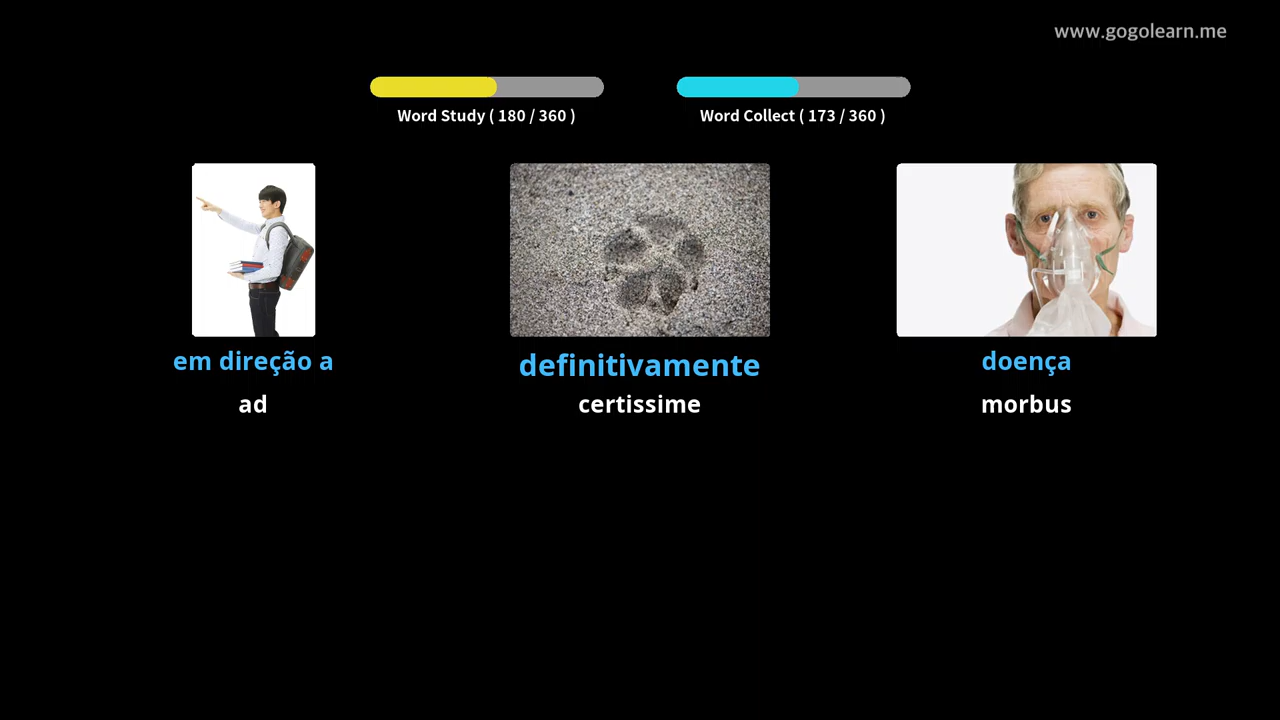 www.gogolearn.me
Word Study ( 180 / 360 )
Word Collect ( 173 / 360 )
em direção a
definitivamente
doença
ad
certissime
morbus